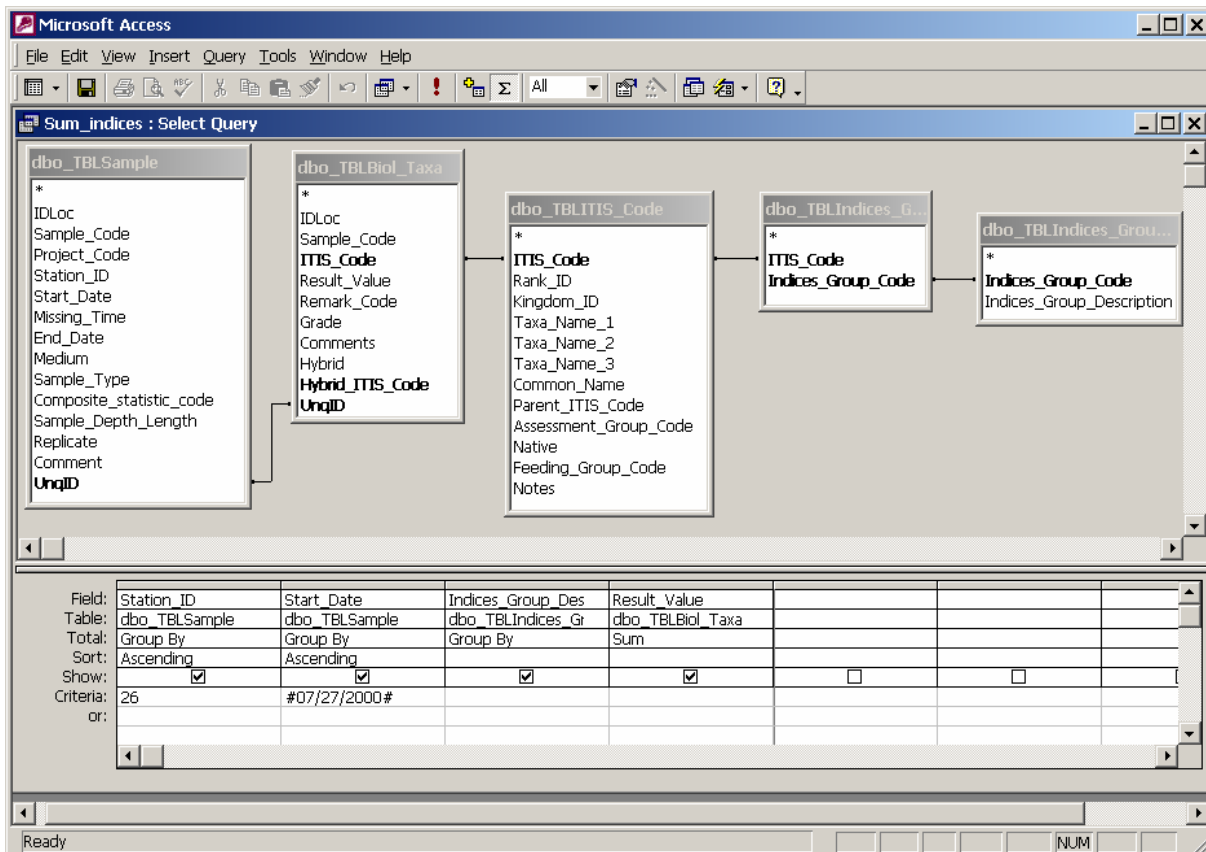 Microsoft Access
File Edit View Insert Query Tools Window Help
ABC Σ All
Sum_indices : Select Query
dbo_TBLSample
*
IDLoc
Sample_Code
Project_Code
Station_ID
Start_Date
Missing_Time
End_Date
Medium
Sample_Type
Composite_statistic_code
Sample_Depth_Length
Replicate
Comment
UnqID
dbo_TBLBiol_Taxa
*
IDLoc
Sample_Code
ITIS_Code
Result_Value
Remark_Code
Grade
Comments
Hybrid
Hybrid_ITIS_Code
UnqID
dbo_TBLITIS_Code
*
ITIS_Code
Rank_ID
Kingdom_ID
Taxa_Name_1
Taxa_Name_2
Taxa_Name_3
Common_Name
Parent_ITIS_Code
Assessment_Group_Code
Native
Feeding_Group_Code
Notes
dbo_TBLIndices_G...
*
ITIS_Code
Indices_Group_Code
dbo_TBLIndices_Grou...
*
Indices_Group_Code
Indices_Group_Description
Field: Station_ID Start_Date Indices_Group_Des Result_Value
Table: dbo_TBLSample dbo_TBLSample dbo_TBLIndices_Gr dbo_TBLBiol_Taxa
Total: Group By Group By Group By Sum
Sort: Ascending Ascending
Show:
Criteria: 26 #07/27/2000#
or:
Ready NUM